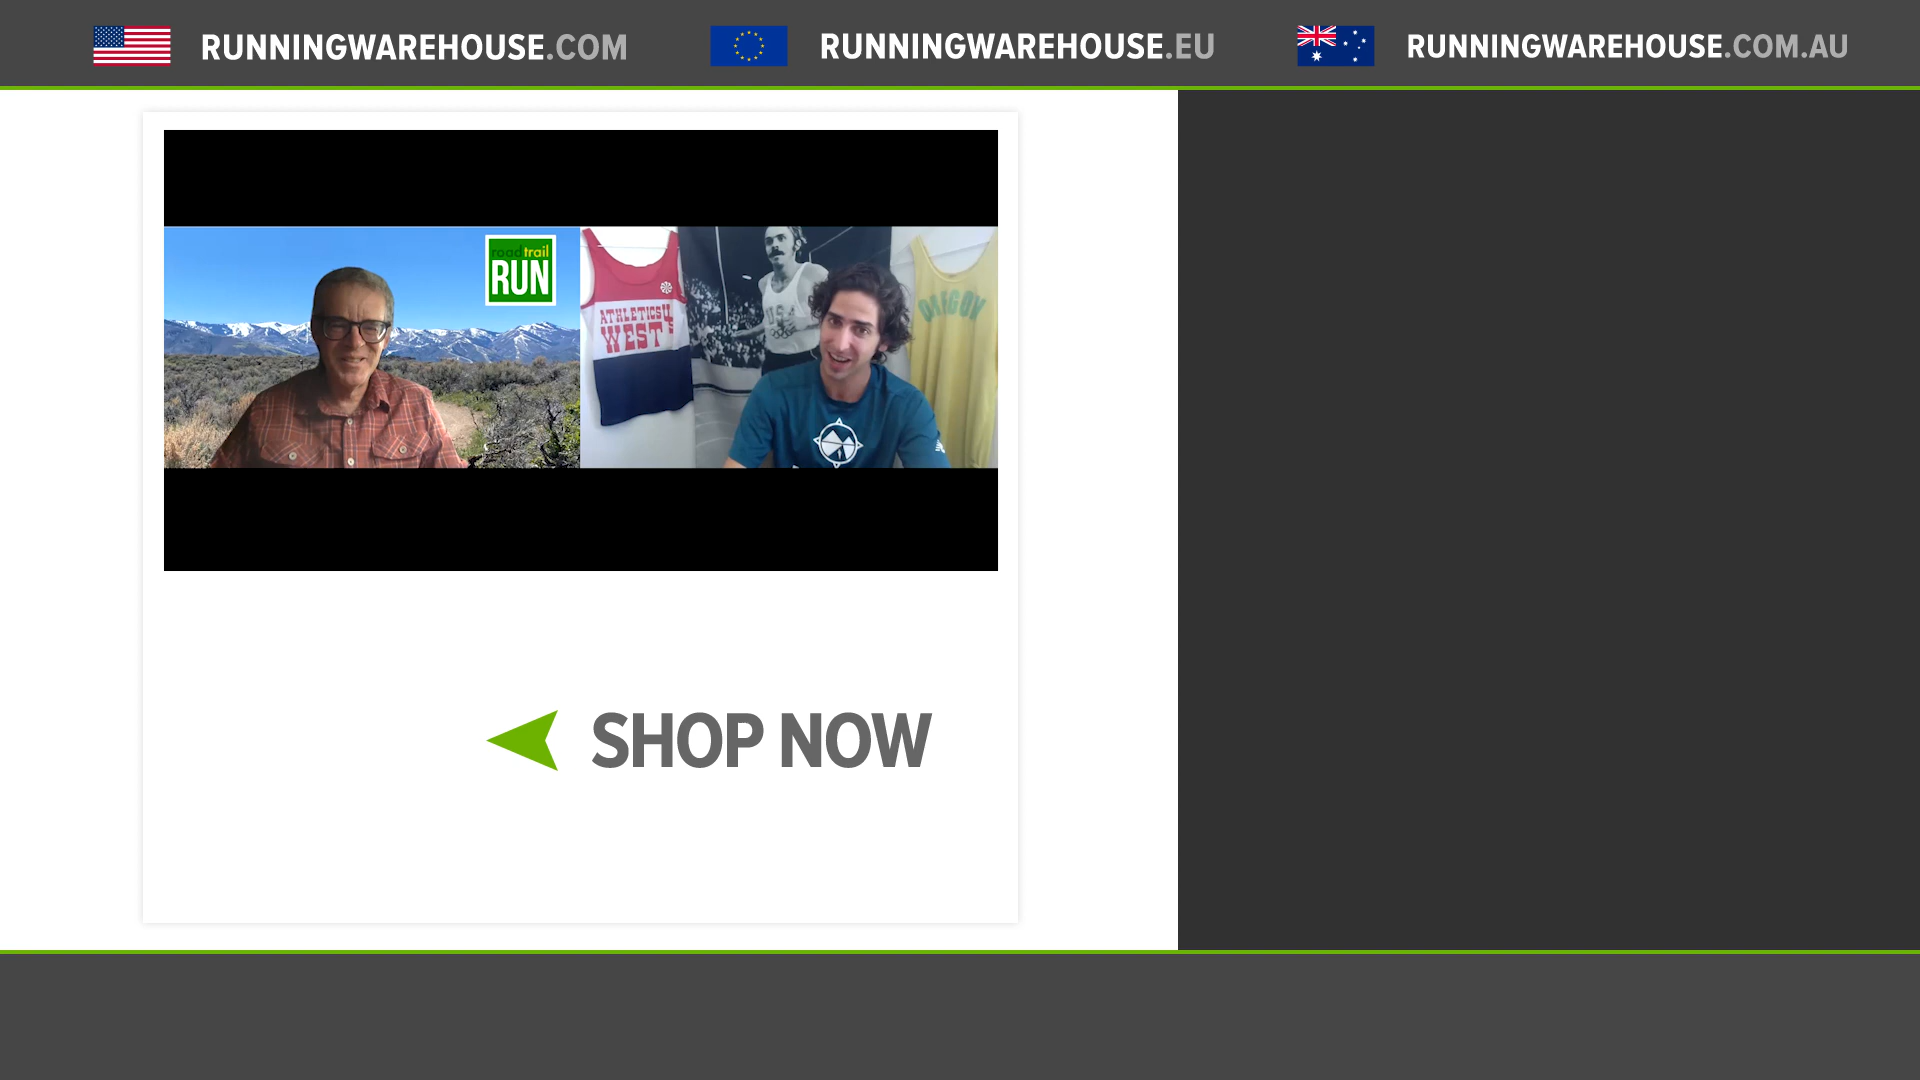 RUNNINGWAREHOUSE.COM
RUNNINGWAREHOUSE.EU
RUNNINGWAREHOUSE.COM.AU
road trail
RUN
ATHLETICS
WEST
USA
OREGON
SHOP NOW